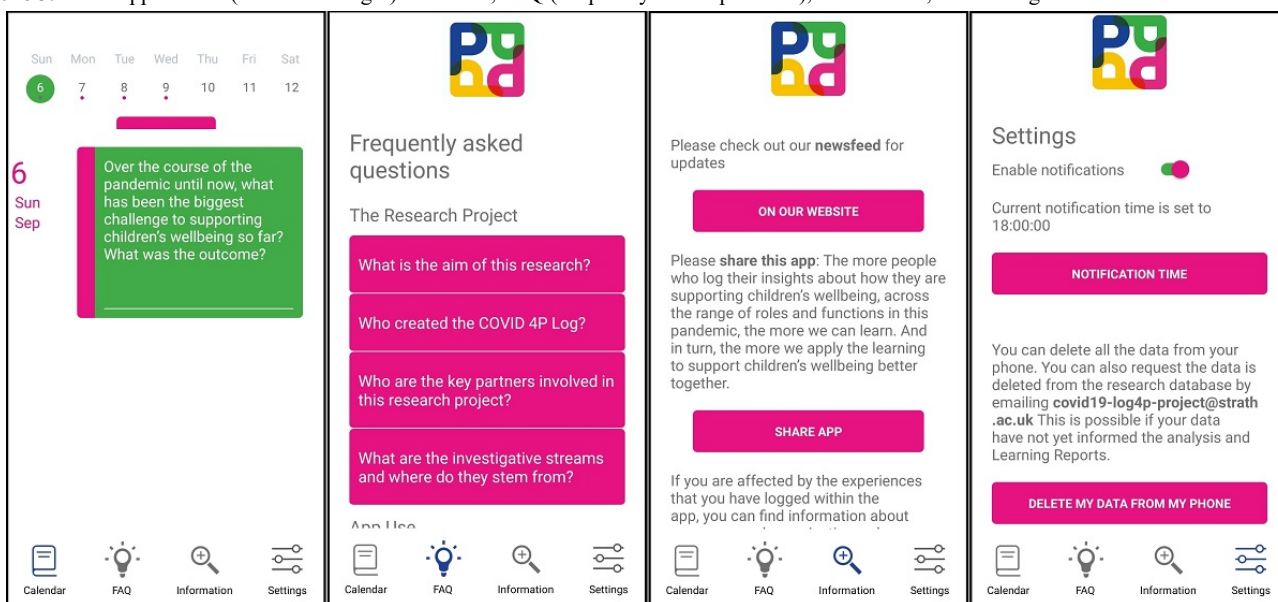 Sun Mon Tue Wed Thu Fri Sat
6 7 8 9 10 11 12
6
Sun
Sep
Over the course of the
pandemic until now, what
has been the biggest
challenge to supporting
children's wellbeing so far?
What was the outcome?
Calendar FAQ Information Settings
Frequently asked
questions
The Research Project
What is the aim of this research?
Who created the COVID 4P Log?
Who are the key partners involved in
this research project?
What are the investigative streams
and where do they stem from?
App Use
Calendar FAQ Information Settings
Please check out our newsfeed for
updates
ON OUR WEBSITE
Please share this app: The more people
who log their insights about how they are
supporting children's wellbeing, across
the range of roles and functions in this
pandemic, the more we can learn. And
in turn, the more we apply the learning
to support children's wellbeing better
together.
SHARE APP
If you are affected by the experiences
that you have logged within the
app, you can find information about
Calendar FAQ Information Settings
Settings
Enable notifications
Current notification time is set to
18:00:00
NOTIFICATION TIME
You can delete all the data from your
phone. You can also request the data is
deleted from the research database by
emailing covid19-log4p-project@strath
.ac.uk This is possible if your data
have not yet informed the analysis and
Learning Reports.
DELETE MY DATA FROM MY PHONE
Calendar FAQ Information Settings